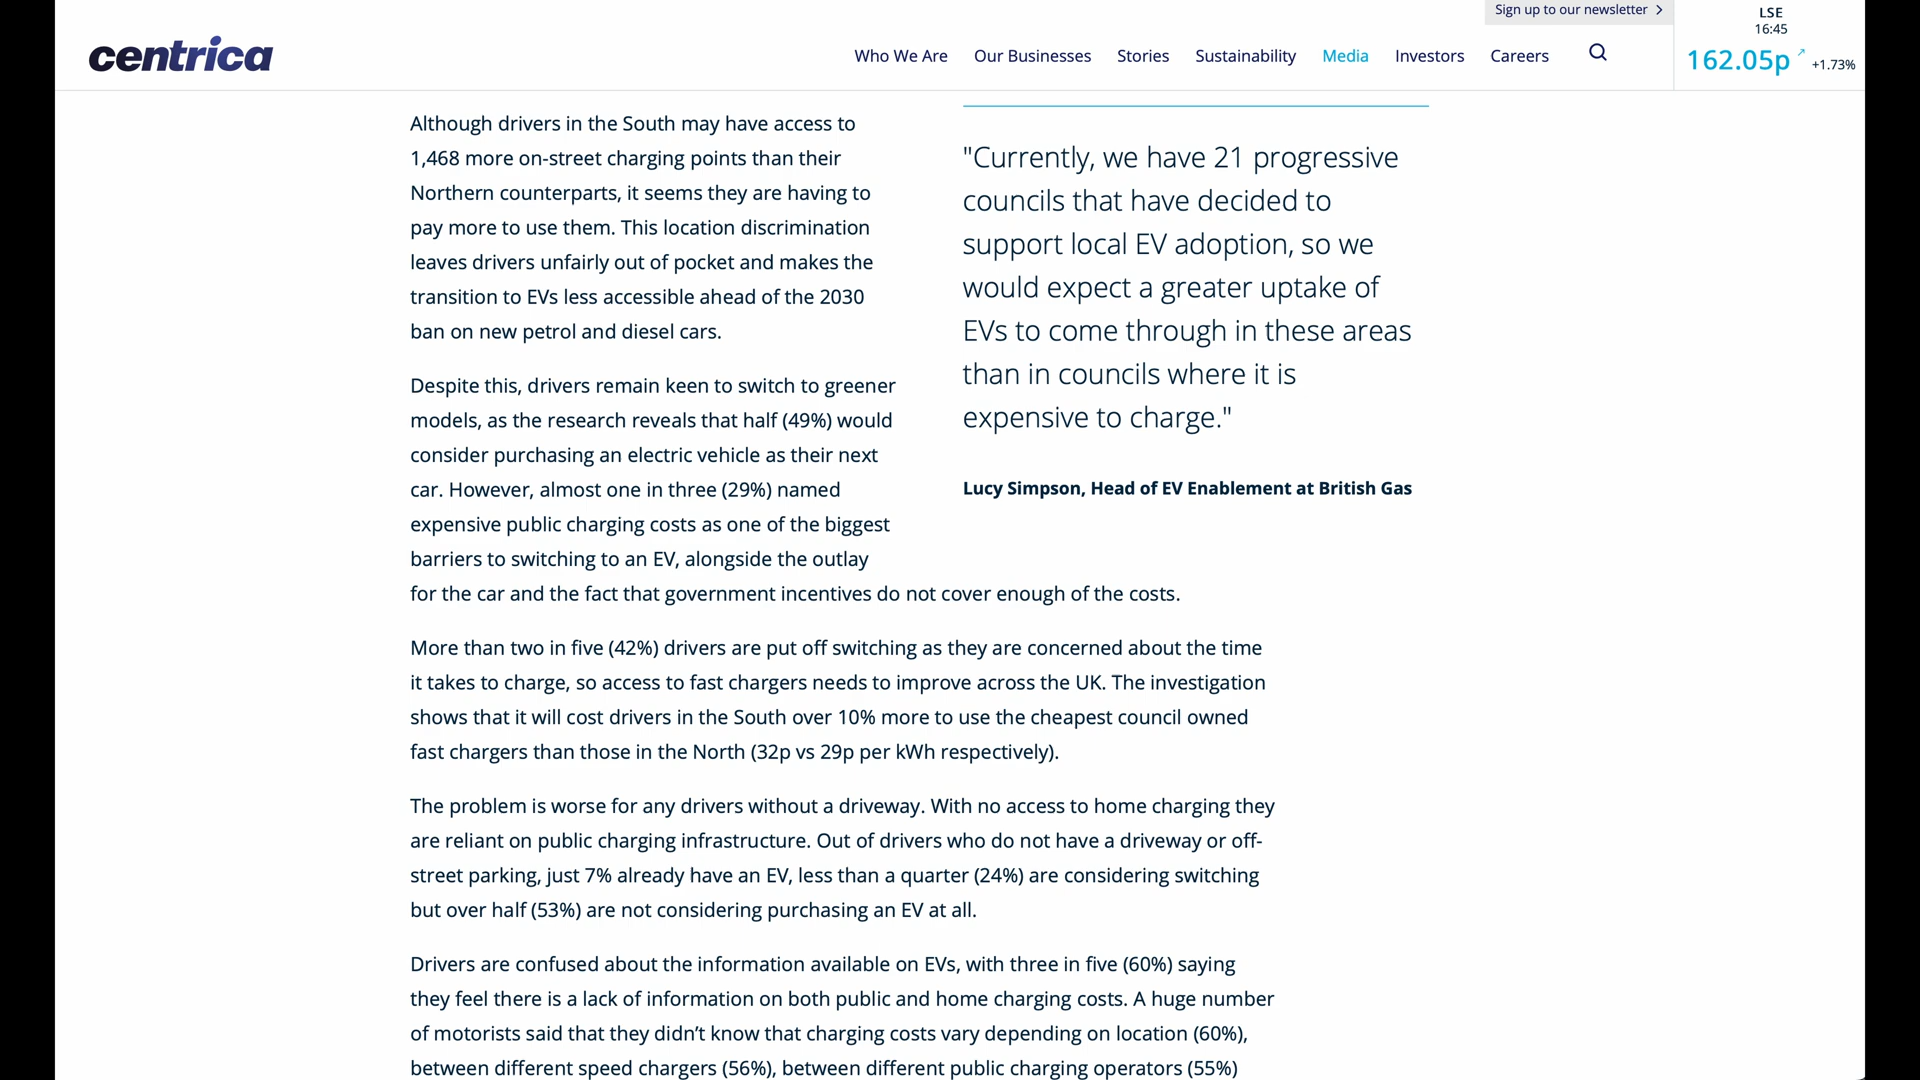 Sign up to our newsletter
LSE
16:45
162.05p
+1.73%
centrica
Who We Are
Our Businesses
Stories
Sustainability
Media
Investors
Careers
Although drivers in the South may have access to
1,468 more on-street charging points than their
Northern counterparts, it seems they are having to
pay more to use them. This location discrimination
leaves drivers unfairly out of pocket and makes the
transition to EVs less accessible ahead of the 2030
ban on new petrol and diesel cars.
"Currently, we have 21 progressive
councils that have decided to
support local EV adoption, so we
would expect a greater uptake of
EVs to come through in these areas
than in councils where it is
expensive to charge."
Lucy Simpson, Head of EV Enablement at British Gas
Despite this, drivers remain keen to switch to greener
models, as the research reveals that half (49%) would
consider purchasing an electric vehicle as their next
car. However, almost one in three (29%) named
expensive public charging costs as one of the biggest
barriers to switching to an EV, alongside the outlay
for the car and the fact that government incentives do not cover enough of the costs.
More than two in five (42%) drivers are put off switching as they are concerned about the time
it takes to charge, so access to fast chargers needs to improve across the UK. The investigation
shows that it will cost drivers in the South over 10% more to use the cheapest council owned
fast chargers than those in the North (32p vs 29p per kWh respectively).
The problem is worse for any drivers without a driveway. With no access to home charging they
are reliant on public charging infrastructure. Out of drivers who do not have a driveway or off-
street parking, just 7% already have an EV, less than a quarter (24%) are considering switching
but over half (53%) are not considering purchasing an EV at all.
Drivers are confused about the information available on EVs, with three in five (60%) saying
they feel there is a lack of information on both public and home charging costs. A huge number
of motorists said that they didn’t know that charging costs vary depending on location (60%),
between different speed chargers (56%), between different public charging operators (55%)